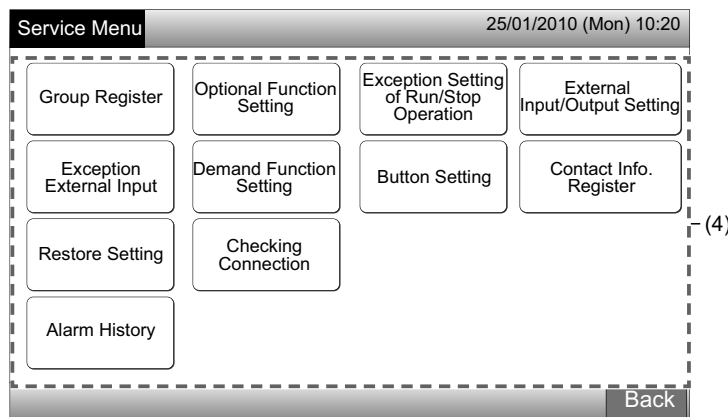 Service Menu
25/01/2010 (Mon) 10:20
Group Register
Optional Function
Setting
Exception Setting
of Run/Stop
Operation
External
Input/Output Setting
Exception
External Input
Demand Function
Setting
Button Setting
Contact Info.
Register
(4)
Restore Setting
Checking
Connection
Alarm History
Back